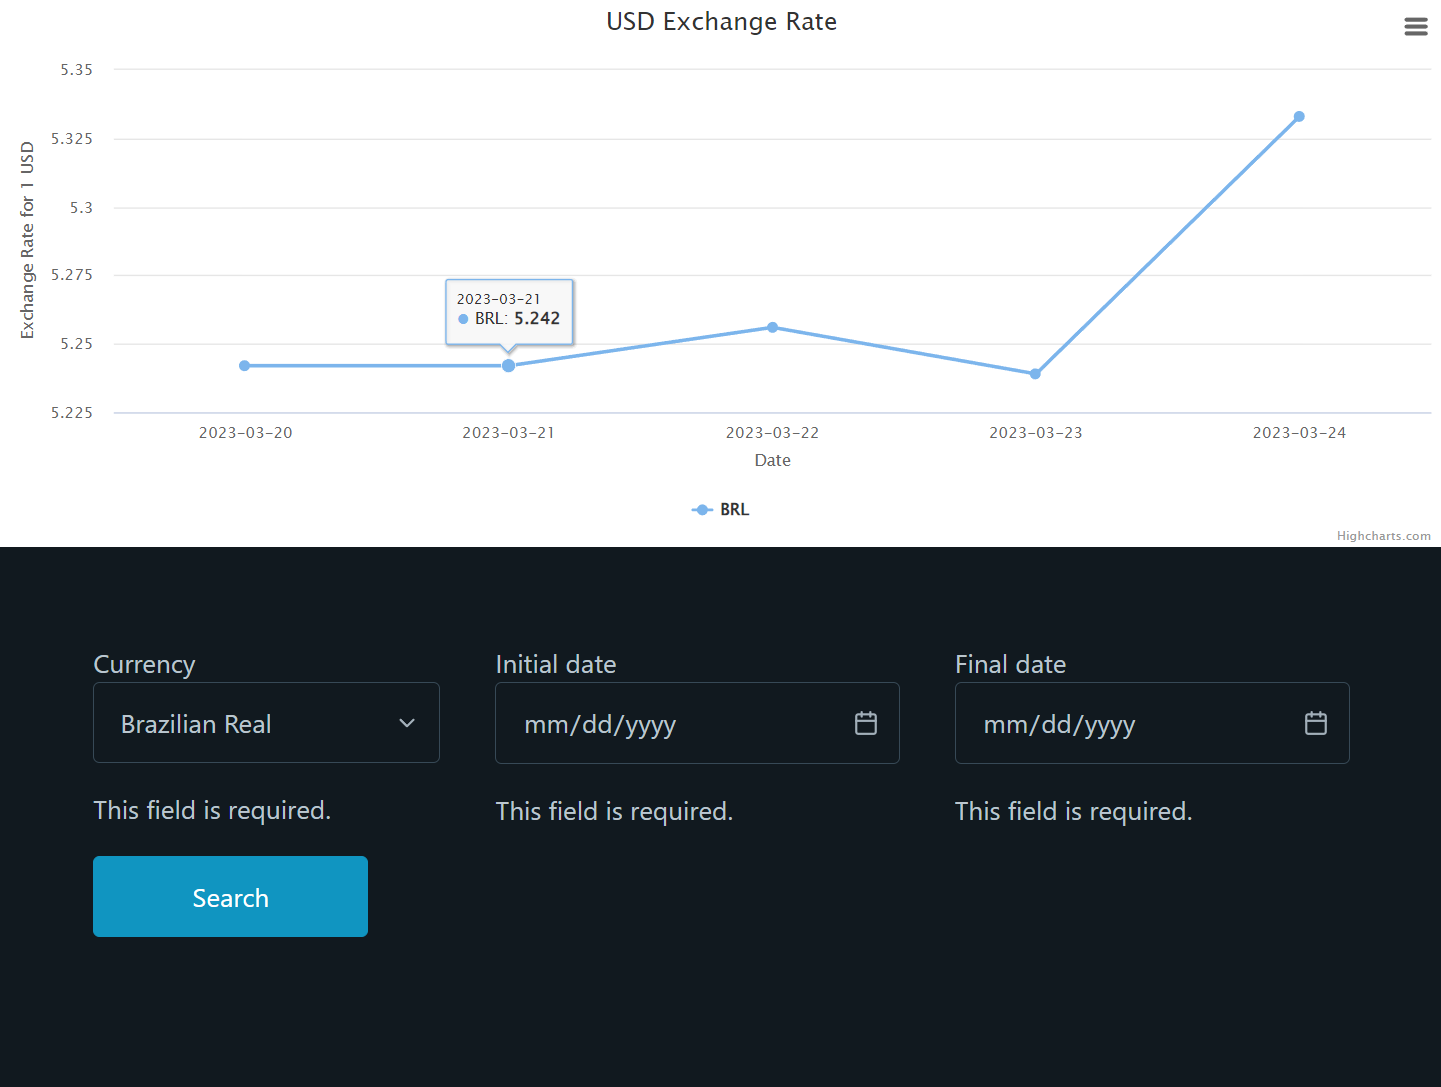 USD Exchange Rate
Exchange Rate for 1 USD
5.35
5.325
5.3
5.275
5.25
5.225
2023-03-21
BRL: 5.242
2023-03-20 2023-03-21 2023-03-22 2023-03-23 2023-03-24
Date
BRL
Highcharts.com
Currency Initial date Final date
Brazilian Real mm/dd/yyyy mm/dd/yyyy
This field is required. This field is required. This field is required.
Search